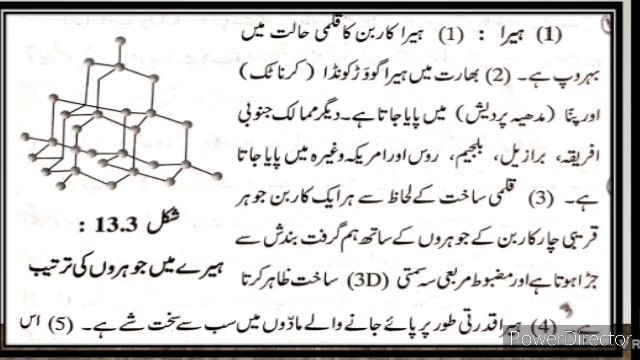 (1) ہیرا : (1) ہیرا کاربن کا قلمی حالت میں
بہروپ ہے۔ (2) بھارت میں ہیرا گوڈ کونڈا (کرناٹک)
اور پنّا (مدھیہ پردیش) میں پایا جاتا ہے۔ دیگر ممالک جنوبی
افریقہ، برازیل، بلجیم، روس اور امریکہ وغیرہ میں پایا جاتا
ہے۔ (3) قلمی ساخت کے لحاظ سے ہر ایک کاربن جوہر
قریبی چار کاربن کے جوہروں کے ساتھ ہم گرفت بندش سے
جڑا ہوتا ہے اور مضبوط مربعی سہ سمتی (3D) ساخت ظاہر کرتا
ہے۔ (4) ہیرا قدرتی طور پر پائے جانے والے مادّوں میں سب سے سخت شے ہے۔ (5) اس
شکل 13.3 :
ہیرے میں جوہروں کی ترتیب
PowerDirector